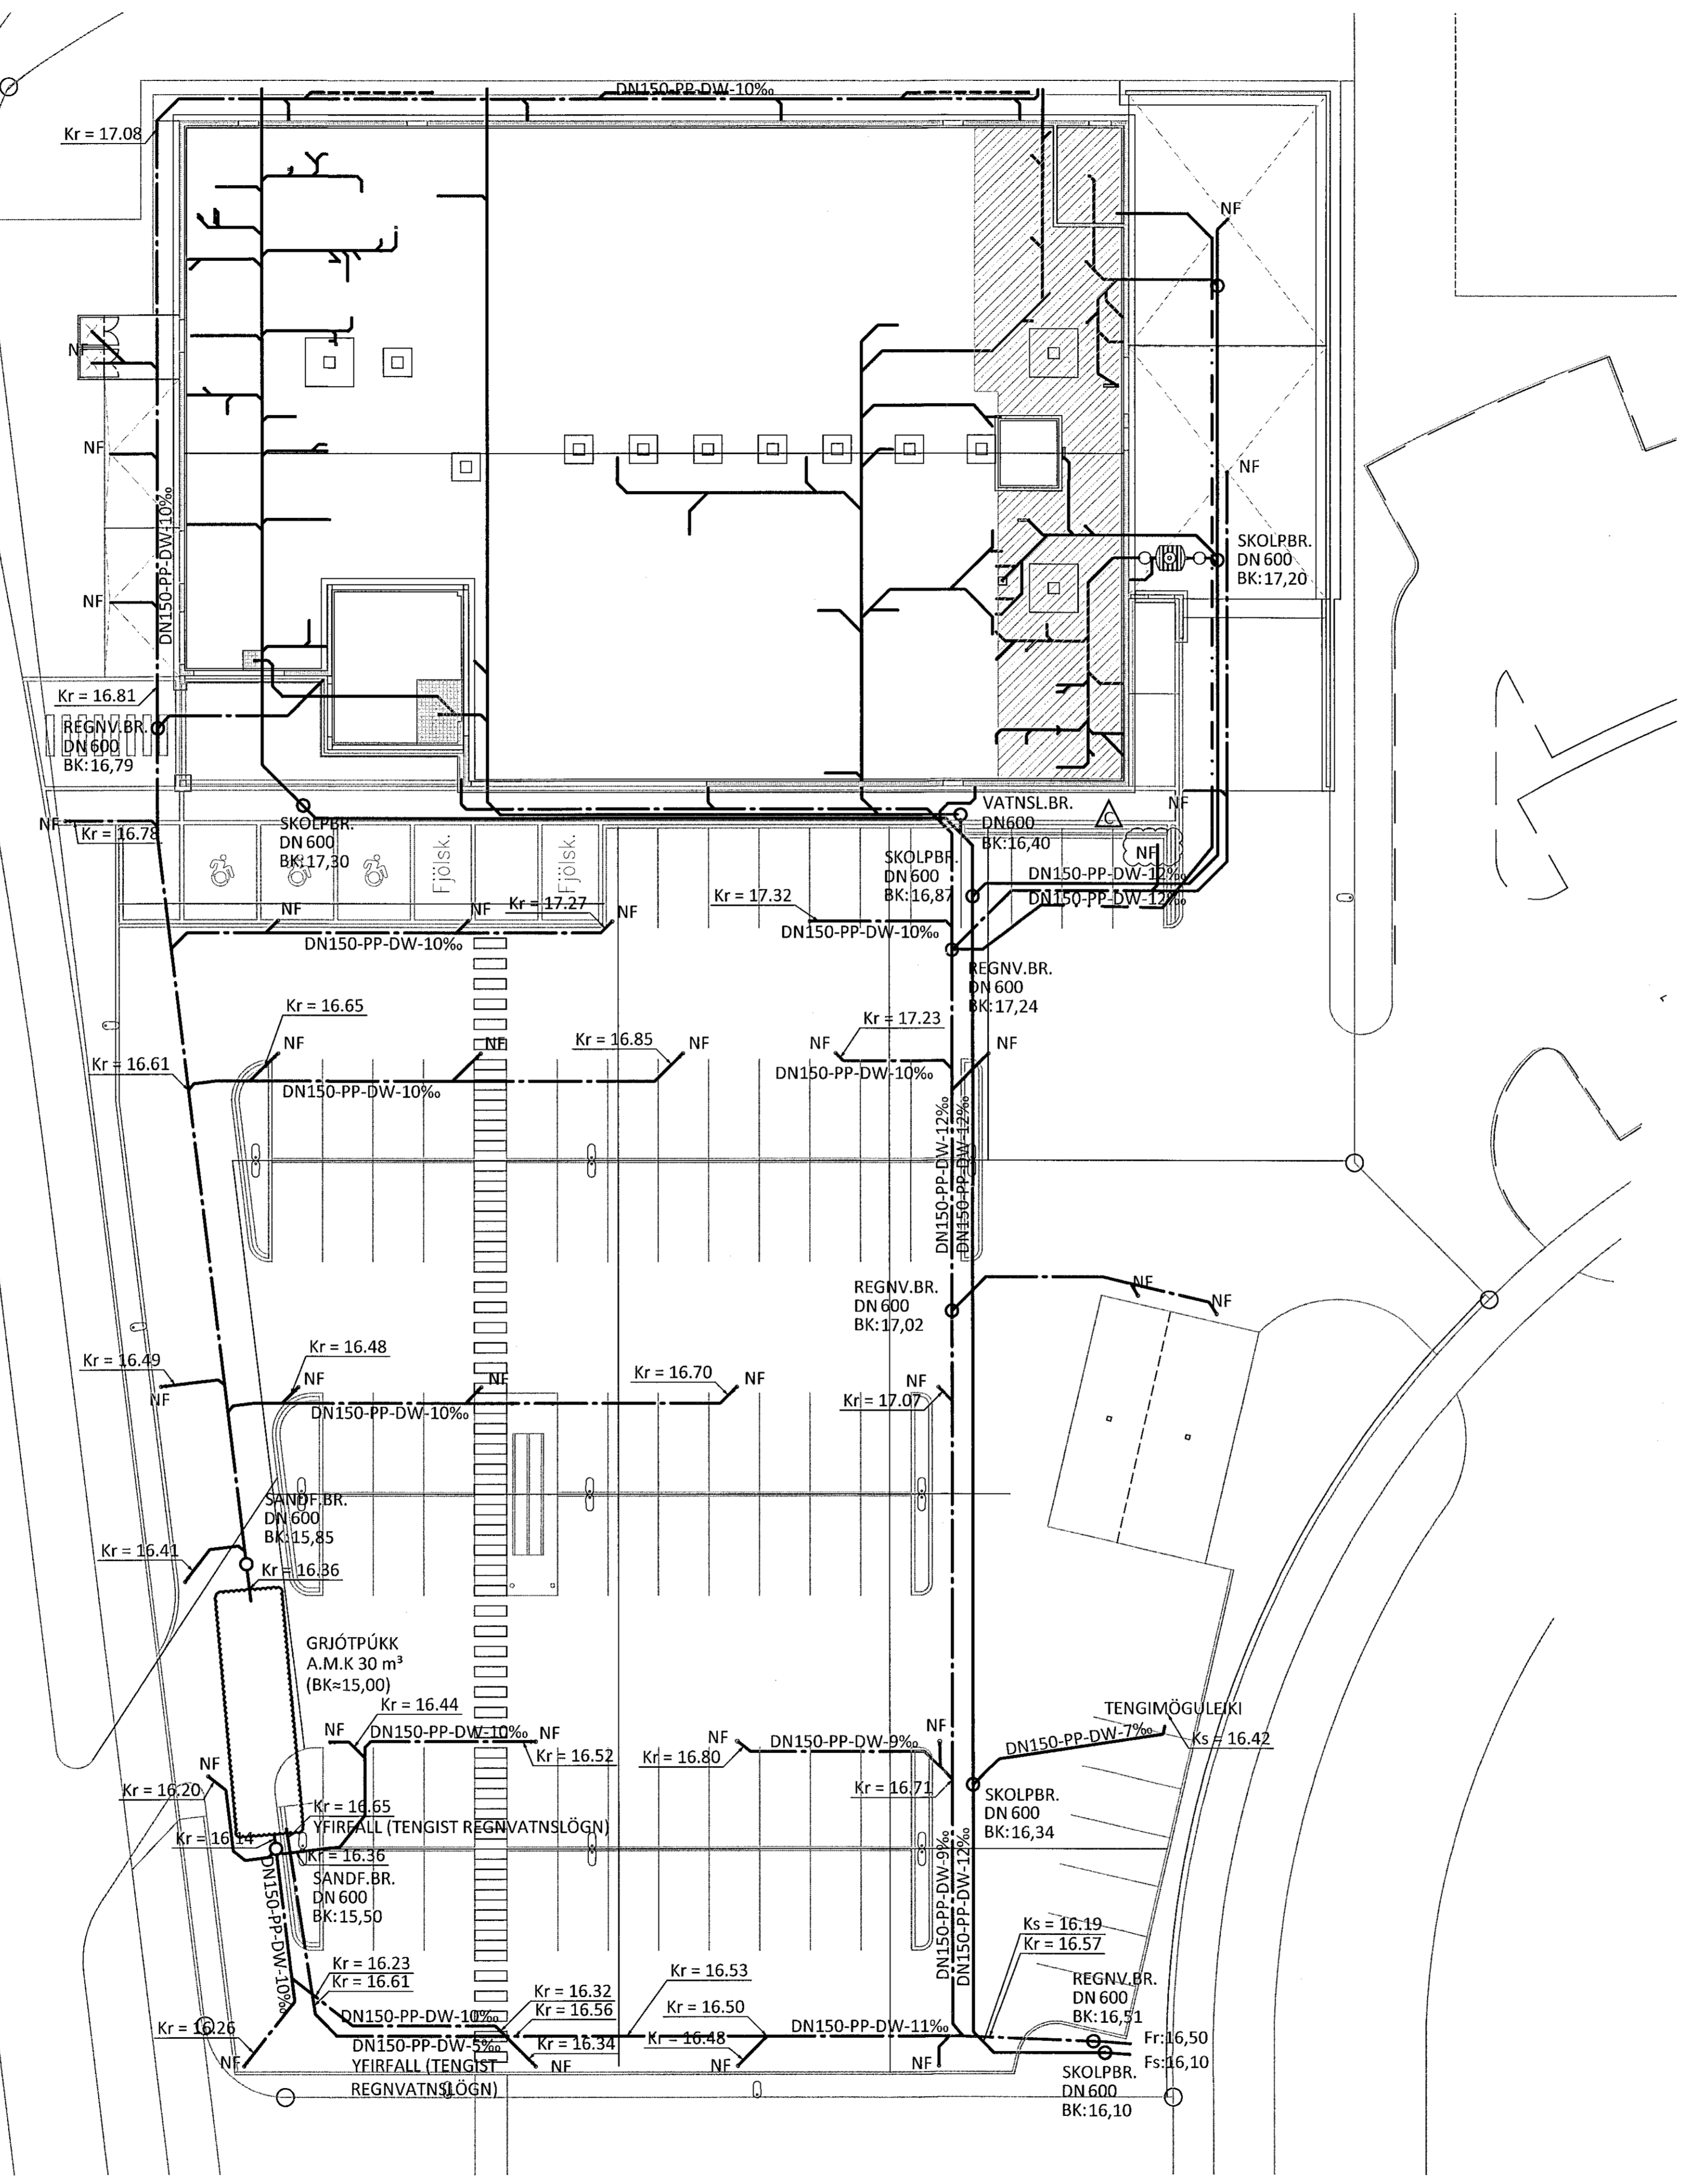 DN150-PP-DW-10‰
Kr = 17.08
NF
NF
NF
NF
NF
NF
DN150-PP-DW-10‰
SKOLPBR.
DN 600
BK:17,20
Kr = 16.81
REGNV.BR.
DN 600
BK:16,79
NF
Kr = 16.78
SKOLPBR.
DN 600
BK:17,30
Fjölsk.
Fjölsk.
VATNSL.BR.
DN600
BK:16,40
C
NF
NF
SKOLPBR.
DN 600
BK:16,87
DN150-PP-DW-12‰
DN150-PP-DW-12‰
NF
NF
Kr = 17.27
NF
DN150-PP-DW-10‰
Kr = 17.32
DN150-PP-DW-10‰
REGNV.BR.
DN 600
BK:17,24
Kr = 16.65
NF
NF
Kr = 16.85
NF
Kr = 17.23
NF
NF
Kr = 16.61
DN150-PP-DW-10‰
DN150-PP-DW-10‰
DN150-PP-DW-12‰
DN150-PP-DW-12‰
REGNV.BR.
DN 600
BK:17,02
NF
NF
Kr = 16.49
NF
Kr = 16.48
NF
NF
Kr = 16.70
NF
NF
Kr = 17.07
DN150-PP-DW-10‰
SANDF.BR.
DN 600
BK:15,85
Kr = 16.41
Kr = 16.36
GRJÓTPÚKK
A.M.K 30 m³
(BK≈15,00)
Kr = 16.44
NF
DN150-PP-DW-10‰
NF
Kr = 16.52
NF
DN150-PP-DW-9‰
NF
Kr = 16.80
Kr = 16.71
TENGIMÖGULEIKI
DN150-PP-DW-7‰
Ks = 16.42
SKOLPBR.
DN 600
BK:16,34
NF
Kr = 16.20
Kr = 16.65
YFIRFALL (TENGIST REGNVATNSLÖGN)
Kr = 16.14
Kr = 16.36
SANDF.BR.
DN 600
BK:15,50
DN150-PP-DW-10‰
DN150-PP-DW-9‰
DN150-PP-DW-12‰
Ks = 16.19
Kr = 16.57
Kr = 16.23
Kr = 16.61
Kr = 16.32
Kr = 16.56
Kr = 16.53
Kr = 16.50
REGNV.BR.
DN 600
BK:16,51
Kr = 16.26
NF
DN150-PP-DW-10‰
DN150-PP-DW-5‰
YFIRFALL (TENGIST
REGNVATNSLÖGN)
Kr = 16.34
NF
Kr = 16.48
NF
DN150-PP-DW-11‰
NF
Fr:16,50
Fs:16,10
SKOLPBR.
DN 600
BK:16,10